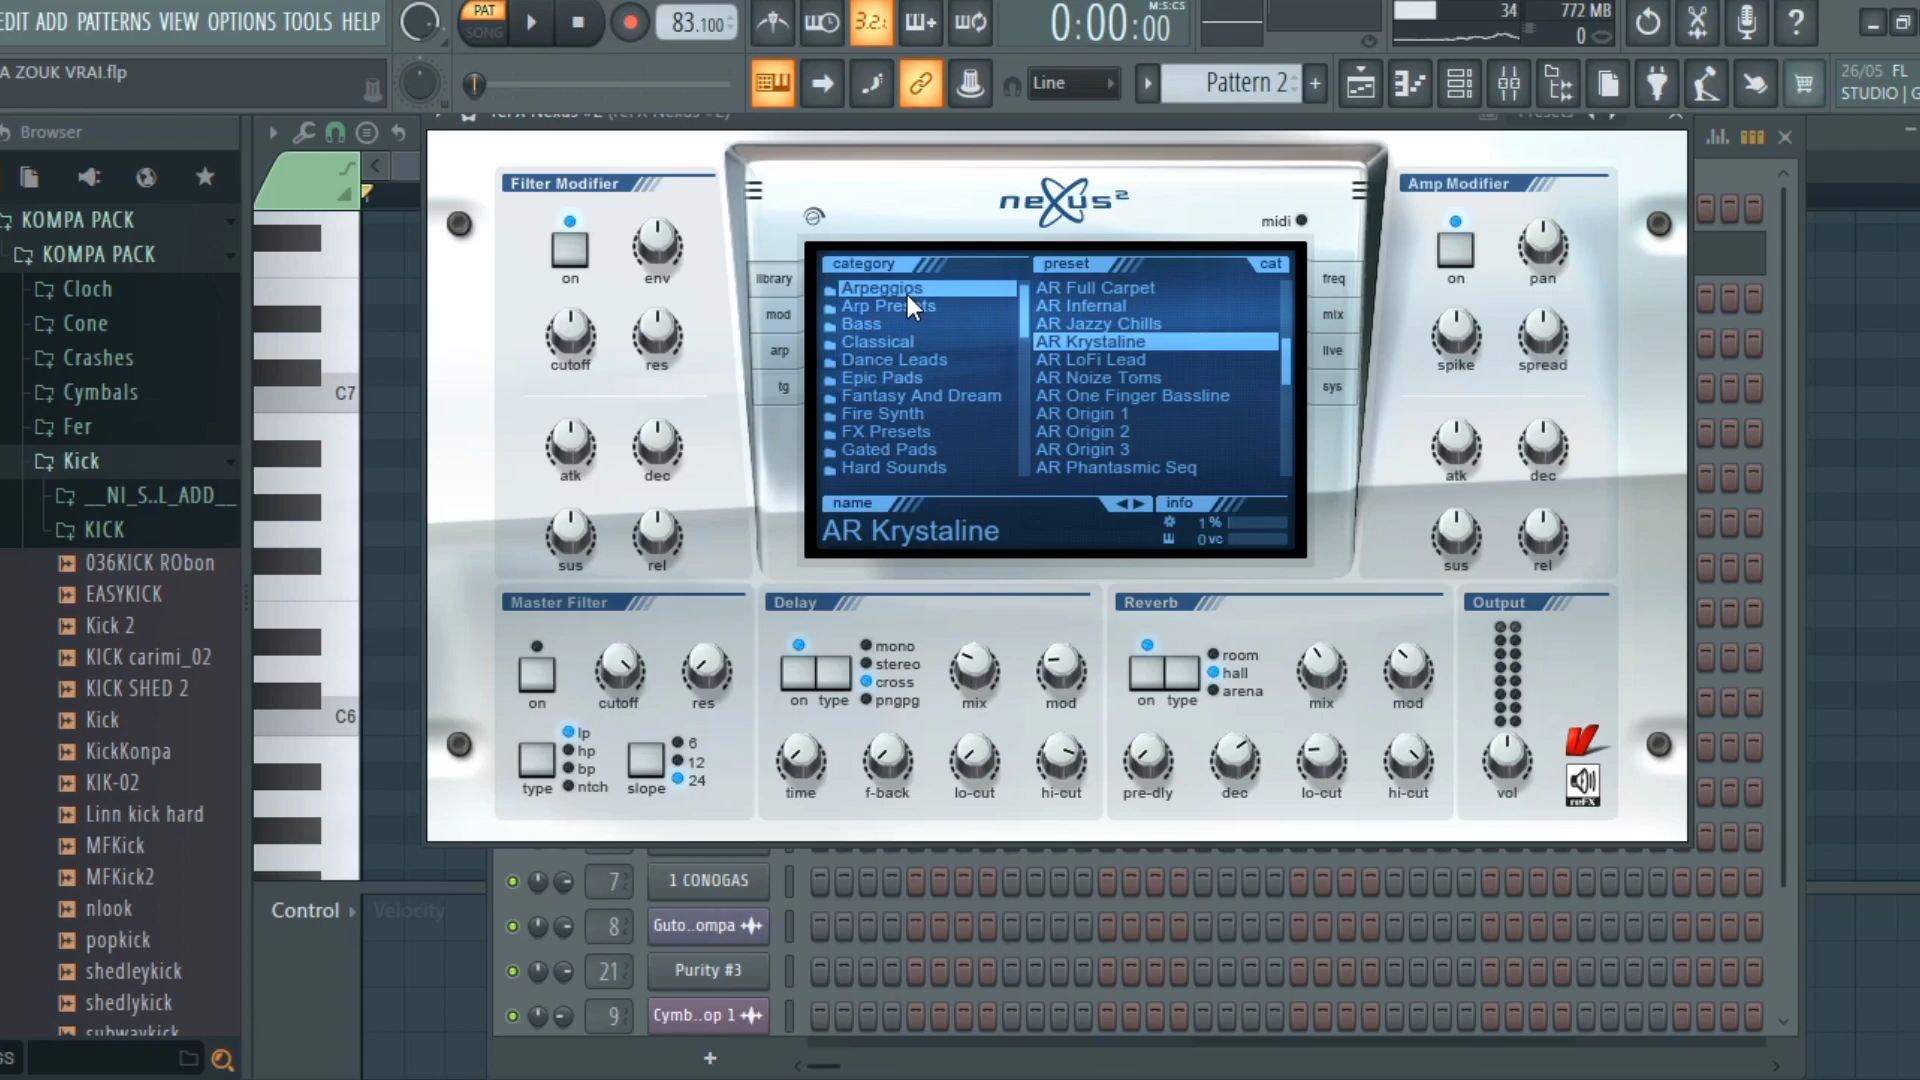 EDIT ADD PATTERNS VIEW OPTIONS TOOLS HELP
PAT
SONG
83.100
3.2.1
0:00:00
M:S:CS
34
772 MB
0
A ZOUK VRAI.flp
Line
Pattern 2
26/05 FL
STUDIO | G
Browser
KOMPA PACK
KOMPA PACK
Cloch
Cone
Crashes
Cymbals
Fer
Kick
__NI_S..L_ADD__
KICK
036KICK RObon
EASYKICK
Kick 2
KICK carimi_02
KICK SHED 2
Kick
KickKonpa
KIK-02
Linn kick hard
MFKick
MFKick2
nlook
popkick
shedleykick
shedlykick
subwaykick
GS
C7
C6
Control
Velocity
Presets
Filter Modifier
on
env
cutoff
res
atk
dec
sus
rel
neXus²
midi
library
mod
arp
tg
freq
mix
live
sys
category
Arpeggios
Arp Presets
Bass
Classical
Dance Leads
Epic Pads
Fantasy And Dream
Fire Synth
FX Presets
Gated Pads
Hard Sounds
preset
cat
AR Full Carpet
AR Infernal
AR Jazzy Chills
AR Krystaline
AR LoFi Lead
AR Noize Toms
AR One Finger Bassline
AR Origin 1
AR Origin 2
AR Origin 3
AR Phantasmic Seq
name
info
AR Krystaline
1 %
0 vc
Amp Modifier
on
pan
spike
spread
atk
dec
sus
rel
Master Filter
on
cutoff
res
type
lp
hp
bp
ntch
slope
6
12
24
Delay
on
type
mono
stereo
cross
pngpg
mix
mod
time
f-back
lo-cut
hi-cut
Reverb
on
type
room
hall
arena
mix
mod
pre-dly
dec
lo-cut
hi-cut
Output
vol
reFX
7
1 CONOGAS
8
Guto..ompa
21
Purity #3
9
Cymb..op 1